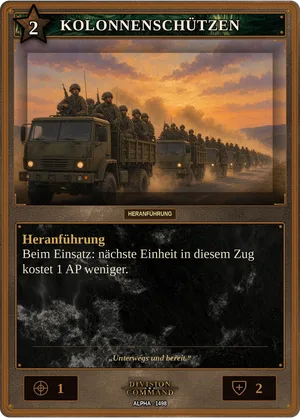 2
KOLONNENSCHÜTZEN
HERANFÜHRUNG
Heranführung
Beim Einsatz: nächste Einheit in diesem Zug
kostet 1 AP weniger.
„Unterwegs und bereit.“
1
DIVISION
COMMAND
ALPHA · 1498
2